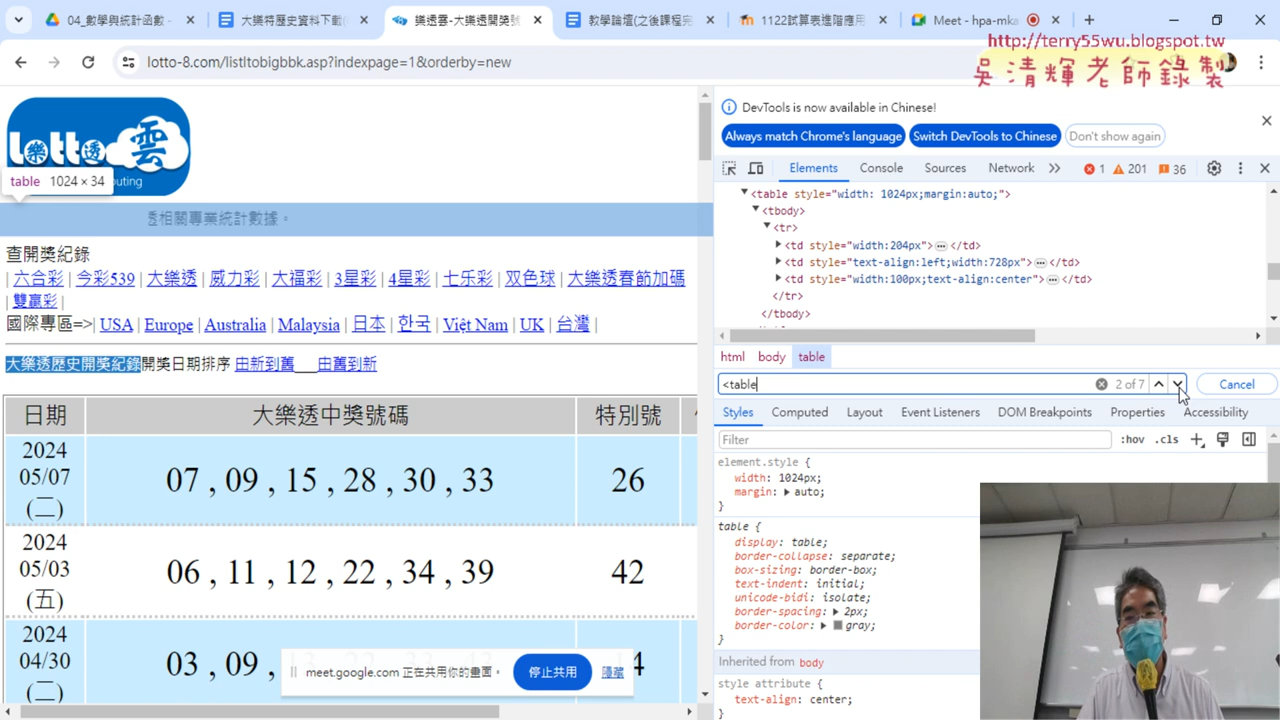 04_數學與統計函數 -
大樂特歷史資料下載(
樂透雲-大樂透開獎號
教學論壇(之後課程完
1122試算表進階應用
Meet - hpa-mka
http://terry55wu.blogspot.tw
吳清輝老師錄製
lotto-8.com/listltobigbbk.asp?indexpage=1&orderby=new
lotto 樂透 雲
table 1024 × 34
puting
透相關專業統計數據。
查開獎紀錄
| 六合彩 | 今彩539 | 大樂透 | 威力彩 | 大福彩 | 3星彩 | 4星彩 | 七乐彩 | 双色球 | 大樂透春節加碼
| 雙贏彩 |
國際專區=>| USA | Europe | Australia | Malaysia | 日本 | 한국 | Việt Nam | UK | 台灣 |
大樂透歷史開獎紀錄開獎日期排序 由新到舊 由舊到新
日期 大樂透中獎號碼 特別號
2024
05/07
(二)
07 , 09 , 15 , 28 , 30 , 33 26
2024
05/03
(五)
06 , 11 , 12 , 22 , 34 , 39 42
2024
04/30
(二)
03 , 09 ,
4
meet.google.com 正在共用你的畫面。 停止共用 隱藏
DevTools is now available in Chinese!
Always match Chrome's language Switch DevTools to Chinese Don't show again
Elements Console Sources Network 1 201 36
<table style="width: 1024px;margin:auto;">
<tbody>
<tr>
<td style="width:204px">…</td>
<td style="text-align:left;width:728px">…</td>
<td style="width:100px;text-align:center">…</td>
</tr>
</tbody>
html body table
<table 2 of 7 Cancel
Styles Computed Layout Event Listeners DOM Breakpoints Properties Accessibility
Filter :hov .cls
element.style {
width: 1024px;
margin: auto;
}
table {
display: table;
border-collapse: separate;
box-sizing: border-box;
text-indent: initial;
unicode-bidi: isolate;
border-spacing: 2px;
border-color: gray;
}
Inherited from body
style attribute {
text-align: center;
}